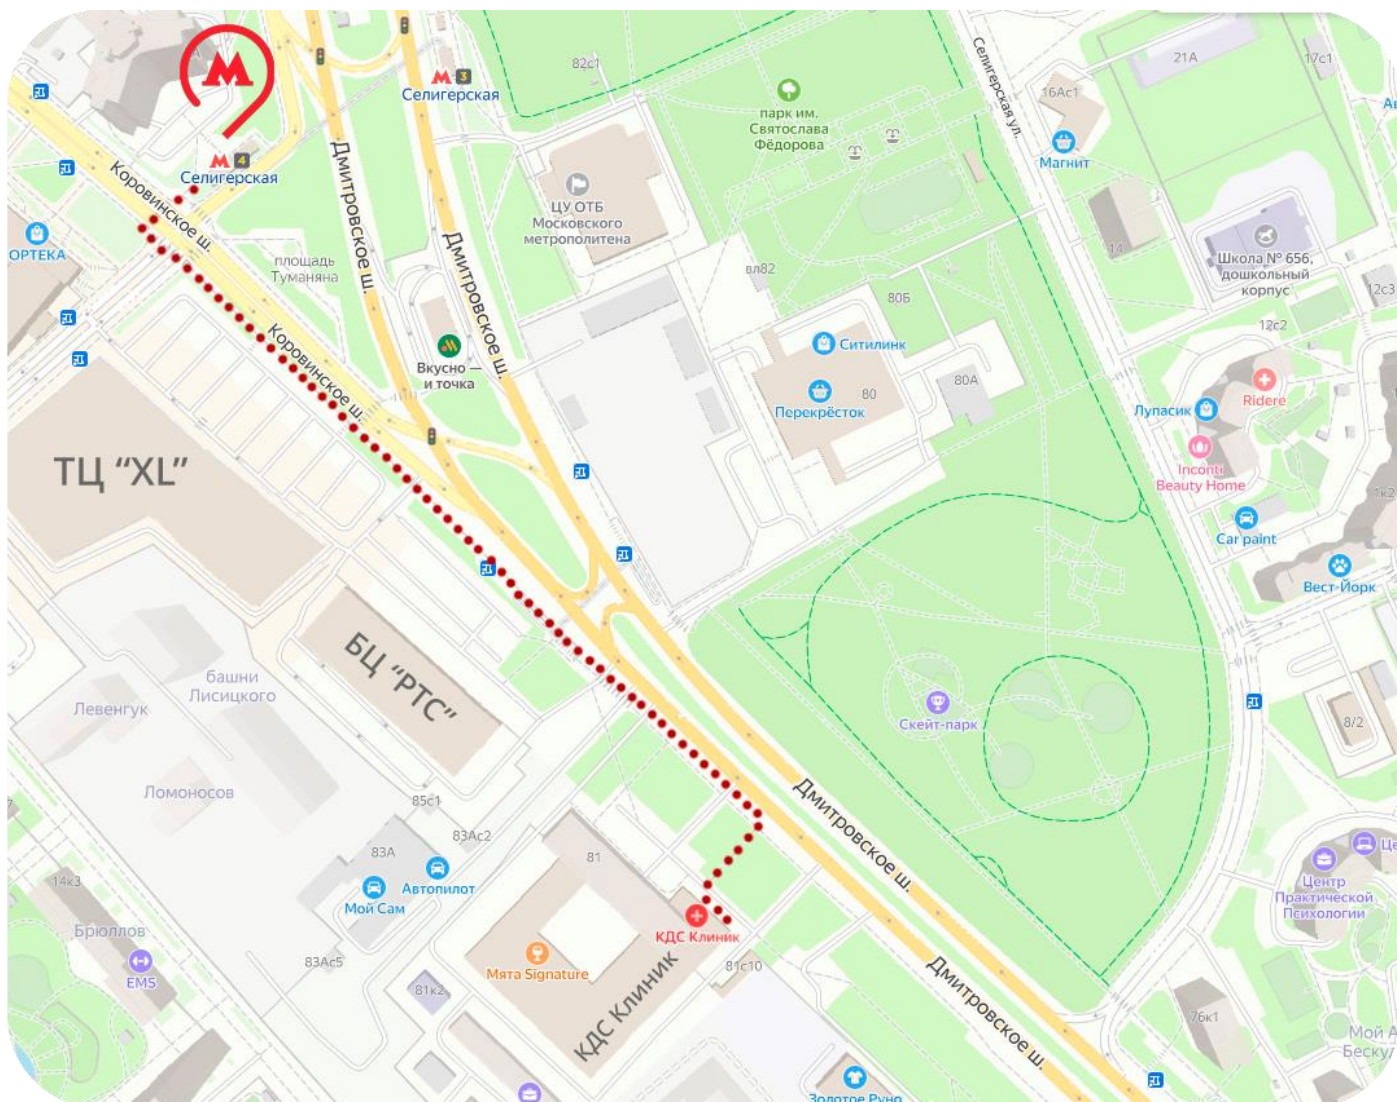 М
82с1
М 3
Селигерская
Селигерская ул.
21А
17с1
16Ас1
Магнит
парк им.
Святослава
Фёдорова
М 4
Селигерская
Коровинское ш.
Дмитровское ш.
ЦУ ОТБ
Московского
метрополитена
ОРТЕКА
площадь
Туманяна
Дмитровское ш.
14
Школа № 656,
дошкольный
корпус
12с3
вл82
80Б
12с2
Коровинское ш.
Вкусно —
и точка
Ситилинк
80
Перекрёсток
80А
Ridere
Лупасик
Inconti
Beauty Home
1к2
ТЦ “XL”
Car paint
Вест-Йорк
БЦ “РТС”
башни
Лисицкого
Левенгук
Скейт-парк
8/2
Ломоносов
85с1
83Ас2
83А
Автопилот
Мой Сам
81
Дмитровское ш.
Центр
Практической
Психологии
14к3
Брюллов
EMS
83Ас5
КДС Клиник
Мята Signature
81с10
81к2
КДС Клиник
Дмитровское ш.
76к1
Золотое Руно